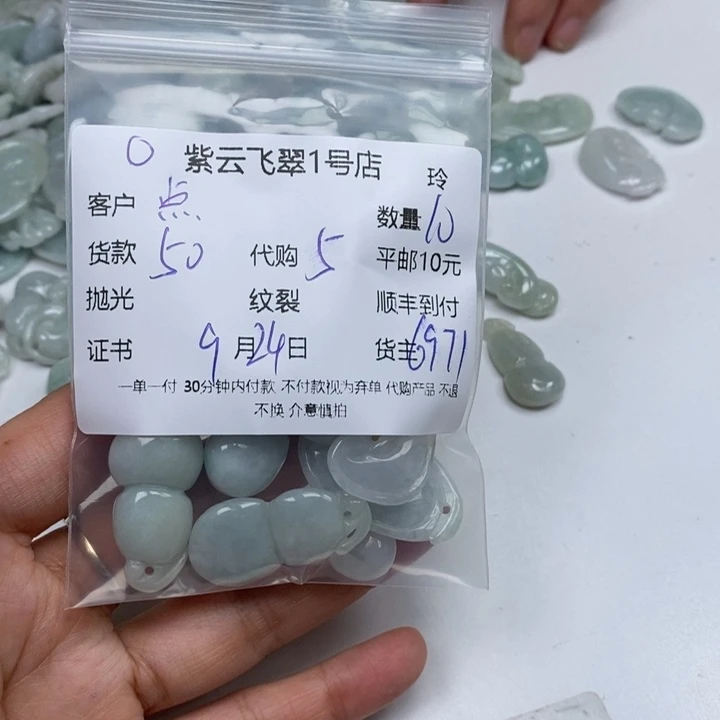 O 紫云飞翠1号店 玲
客户 点 数量 10
货款 50 代购 5 平邮10元
抛光 纹裂 顺丰到付
证书 9月24日 货主 6971
一单一付 30分钟内付款 不付款视为弃单 代购产品 不退
不换 介意慎拍